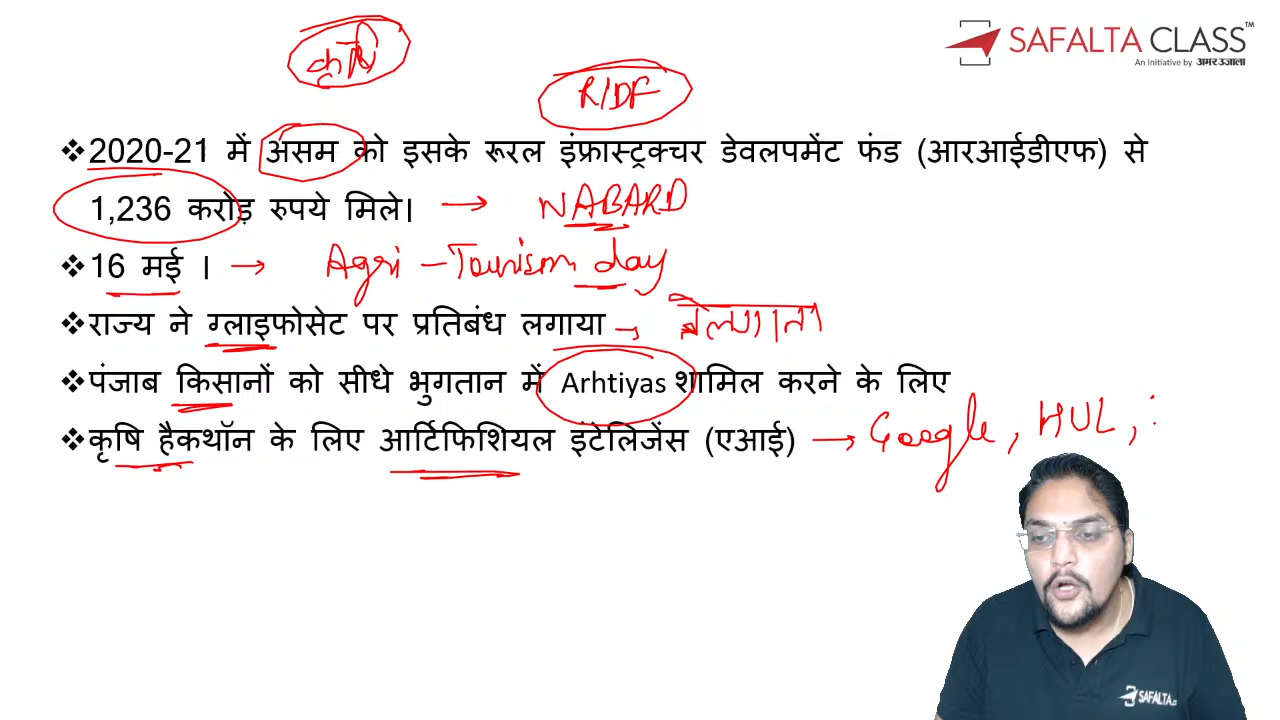 SAFALTA CLASS™
An Initiative by अमर उजाला
कृषि
RIDF
❖2020-21 में असम को इसके रूरल इंफ्रास्ट्रक्चर डेवलपमेंट फंड (आरआईडीएफ) से
1,236 करोड़ रुपये मिले। → NABARD
❖16 मई । → Agri - Tourism day
❖राज्य ने ग्लाइफोसेट पर प्रतिबंध लगाया → तेलंगाना
❖पंजाब किसानों को सीधे भुगतान में Arhtiyas शामिल करने के लिए
❖कृषि हैकथॉन के लिए आर्टिफिशियल इंटेलिजेंस (एआई) → Google, HUL,
SAFALTA